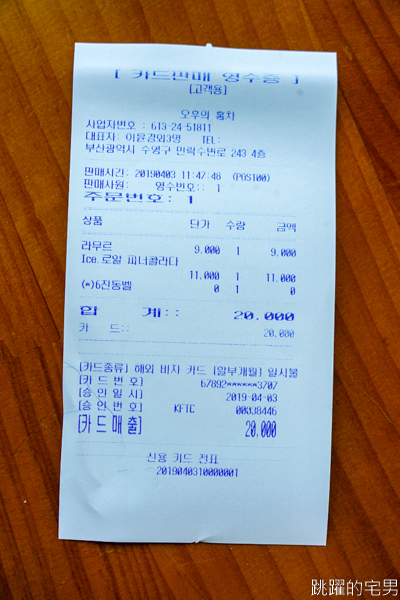 [ 카드판매 영수증 ]
[고객용]
오후의 홍차
사업자번호 : 613-24-51811
대표자: 이윤경외3명 TEL:
부산광역시 수영구 민락수변로 243 4층
판매시간: 20190403 11:47:46 (POS100)
판매사원: 영수번호:: 1
주문번호: 1
상품 단가 수량 금액
라무르 9.000 1 9.000
Ice.로얄 피너콜라다
11.000 1 11.000
(*)6진동벨 0 1 0
합 계:: 20.000
카 드:: 20.000
[카드종류] 해외 비자 카드 [할부개월] 일시불
[카 드 번 호] 67892******3707
[승 인 일 시] 2019-04-03
[승 인 번 호] KFTC 00338446
[카 드 매 출] 20.000
신용 카드 전표
2019040310000001
跳躍的宅男